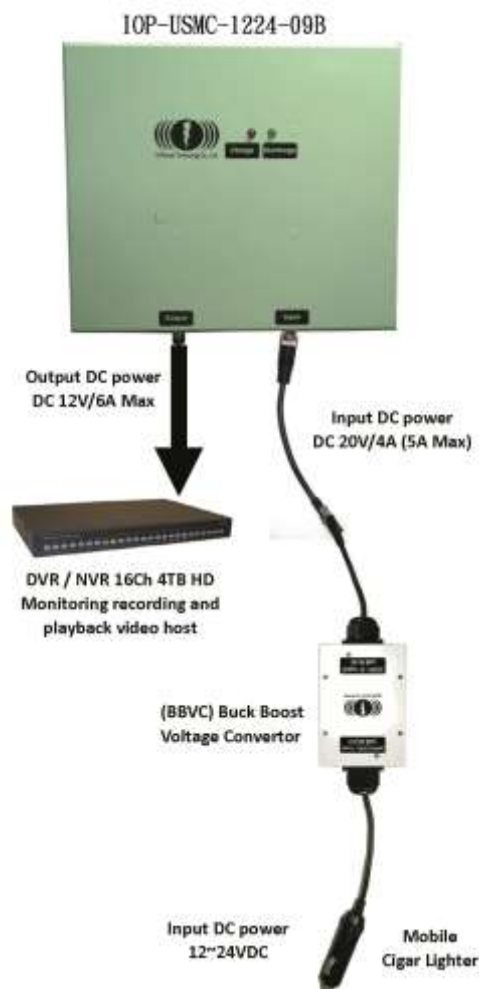 IOP-USMC-1224-09B
Output DC power
DC 12V/6A Max
Input DC power
DC 20V/4A (5A Max)
DVR / NVR 16Ch 4TB HD
Monitoring recording and
playback video host
(BBVC) Buck Boost
Voltage Convertor
Input DC power
12~24VDC
Mobile
Cigar Lighter